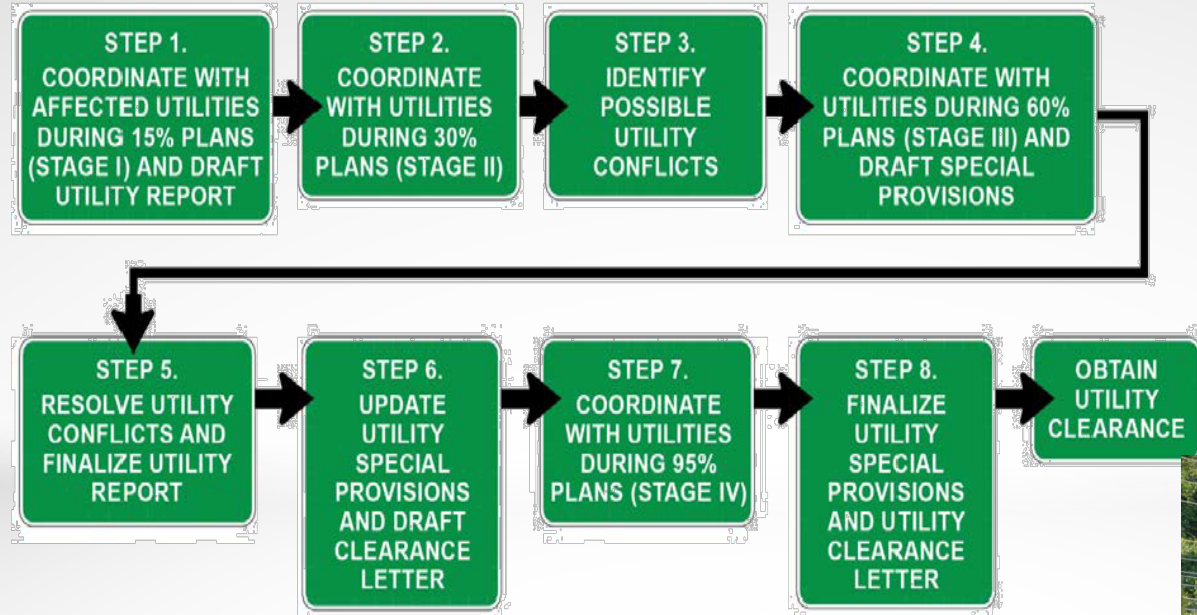 STEP 1.
COORDINATE WITH
AFFECTED UTILITIES
DURING 15% PLANS
(STAGE I) AND DRAFT
UTILITY REPORT
STEP 2.
COORDINATE
WITH UTILITIES
DURING 30%
PLANS (STAGE II)
STEP 3.
IDENTIFY
POSSIBLE
UTILITY
CONFLICTS
STEP 4.
COORDINATE WITH
UTILITIES DURING 60%
PLANS (STAGE III) AND
DRAFT SPECIAL
PROVISIONS
STEP 5.
RESOLVE UTILITY
CONFLICTS AND
FINALIZE UTILITY
REPORT
STEP 6.
UPDATE
UTILITY
SPECIAL
PROVISIONS
AND DRAFT
CLEARANCE
LETTER
STEP 7.
COORDINATE
WITH UTILITIES
DURING 95%
PLANS (STAGE IV)
STEP 8.
FINALIZE
UTILITY
SPECIAL
PROVISIONS
AND UTILITY
CLEARANCE
LETTER
OBTAIN
UTILITY
CLEARANCE